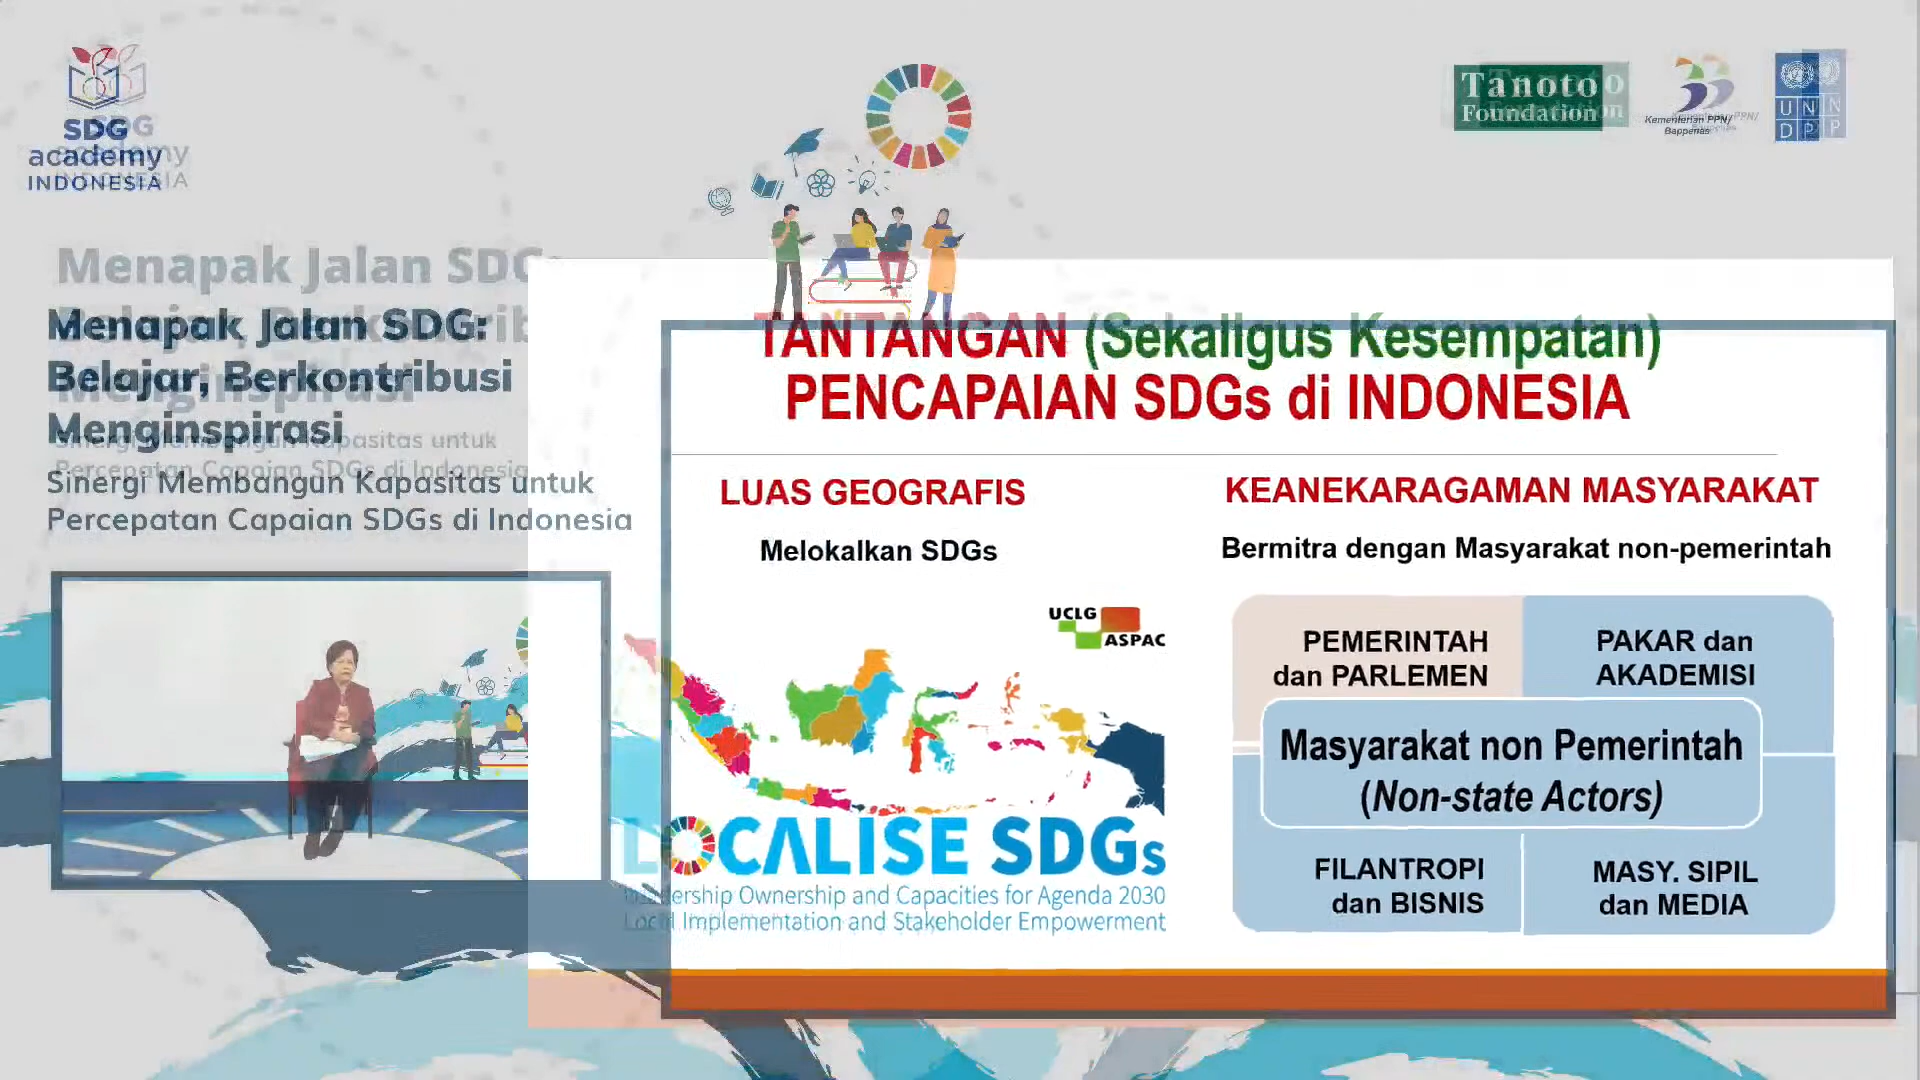 SDG
academy
INDONESIA
Tanoto
Foundation
Kementerian PPN/
Bappenas
U N
D P
Menapak Jalan SDG:
Belajar, Berkontribusi
Menginspirasi
Sinergi Membangun Kapasitas untuk
Percepatan Capaian SDGs di Indonesia
TANTANGAN (Sekaligus Kesempatan)
PENCAPAIAN SDGs di INDONESIA
LUAS GEOGRAFIS
Melokalkan SDGs
UCLG
ASPAC
LOCALISE SDGs
Leadership Ownership and Capacities for Agenda 2030
Local Implementation and Stakeholder Empowerment
KEANEKARAGAMAN MASYARAKAT
Bermitra dengan Masyarakat non-pemerintah
PEMERINTAH
dan PARLEMEN
PAKAR dan
AKADEMISI
Masyarakat non Pemerintah
(Non-state Actors)
FILANTROPI
dan BISNIS
MASY. SIPIL
dan MEDIA